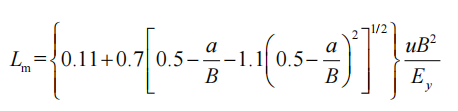 L_m = {0.11+0.7[0.5−a/B−1.1(0.5−a/B)^2]^1/2} uB^2/E_y